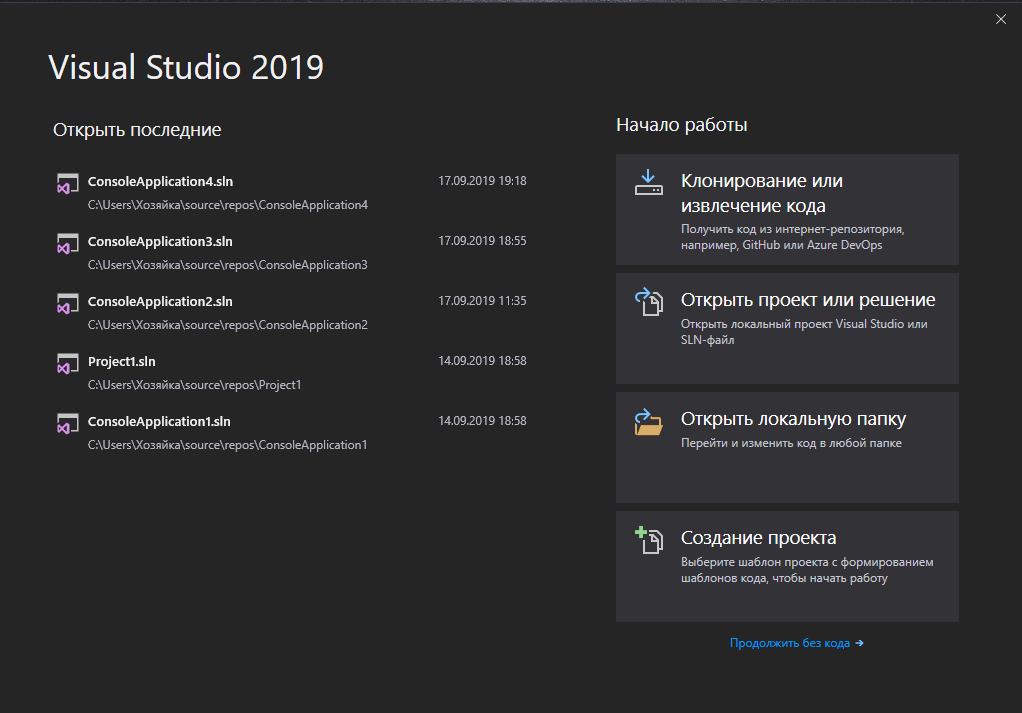 Visual Studio 2019
Открыть последние
ConsoleApplication4.sln 17.09.2019 19:18
C:\Users\Хозяйка\source\repos\ConsoleApplication4
ConsoleApplication3.sln 17.09.2019 18:55
C:\Users\Хозяйка\source\repos\ConsoleApplication3
ConsoleApplication2.sln 17.09.2019 11:35
C:\Users\Хозяйка\source\repos\ConsoleApplication2
Project1.sln 14.09.2019 18:58
C:\Users\Хозяйка\source\repos\Project1
ConsoleApplication1.sln 14.09.2019 18:58
C:\Users\Хозяйка\source\repos\ConsoleApplication1
Начало работы
Клонирование или
извлечение кода
Получить код из интернет-репозитория,
например, GitHub или Azure DevOps
Открыть проект или решение
Открыть локальный проект Visual Studio или
SLN-файл
Открыть локальную папку
Перейти и изменить код в любой папке
Создание проекта
Выберите шаблон проекта с формированием
шаблонов кода, чтобы начать работу
Продолжить без кода →